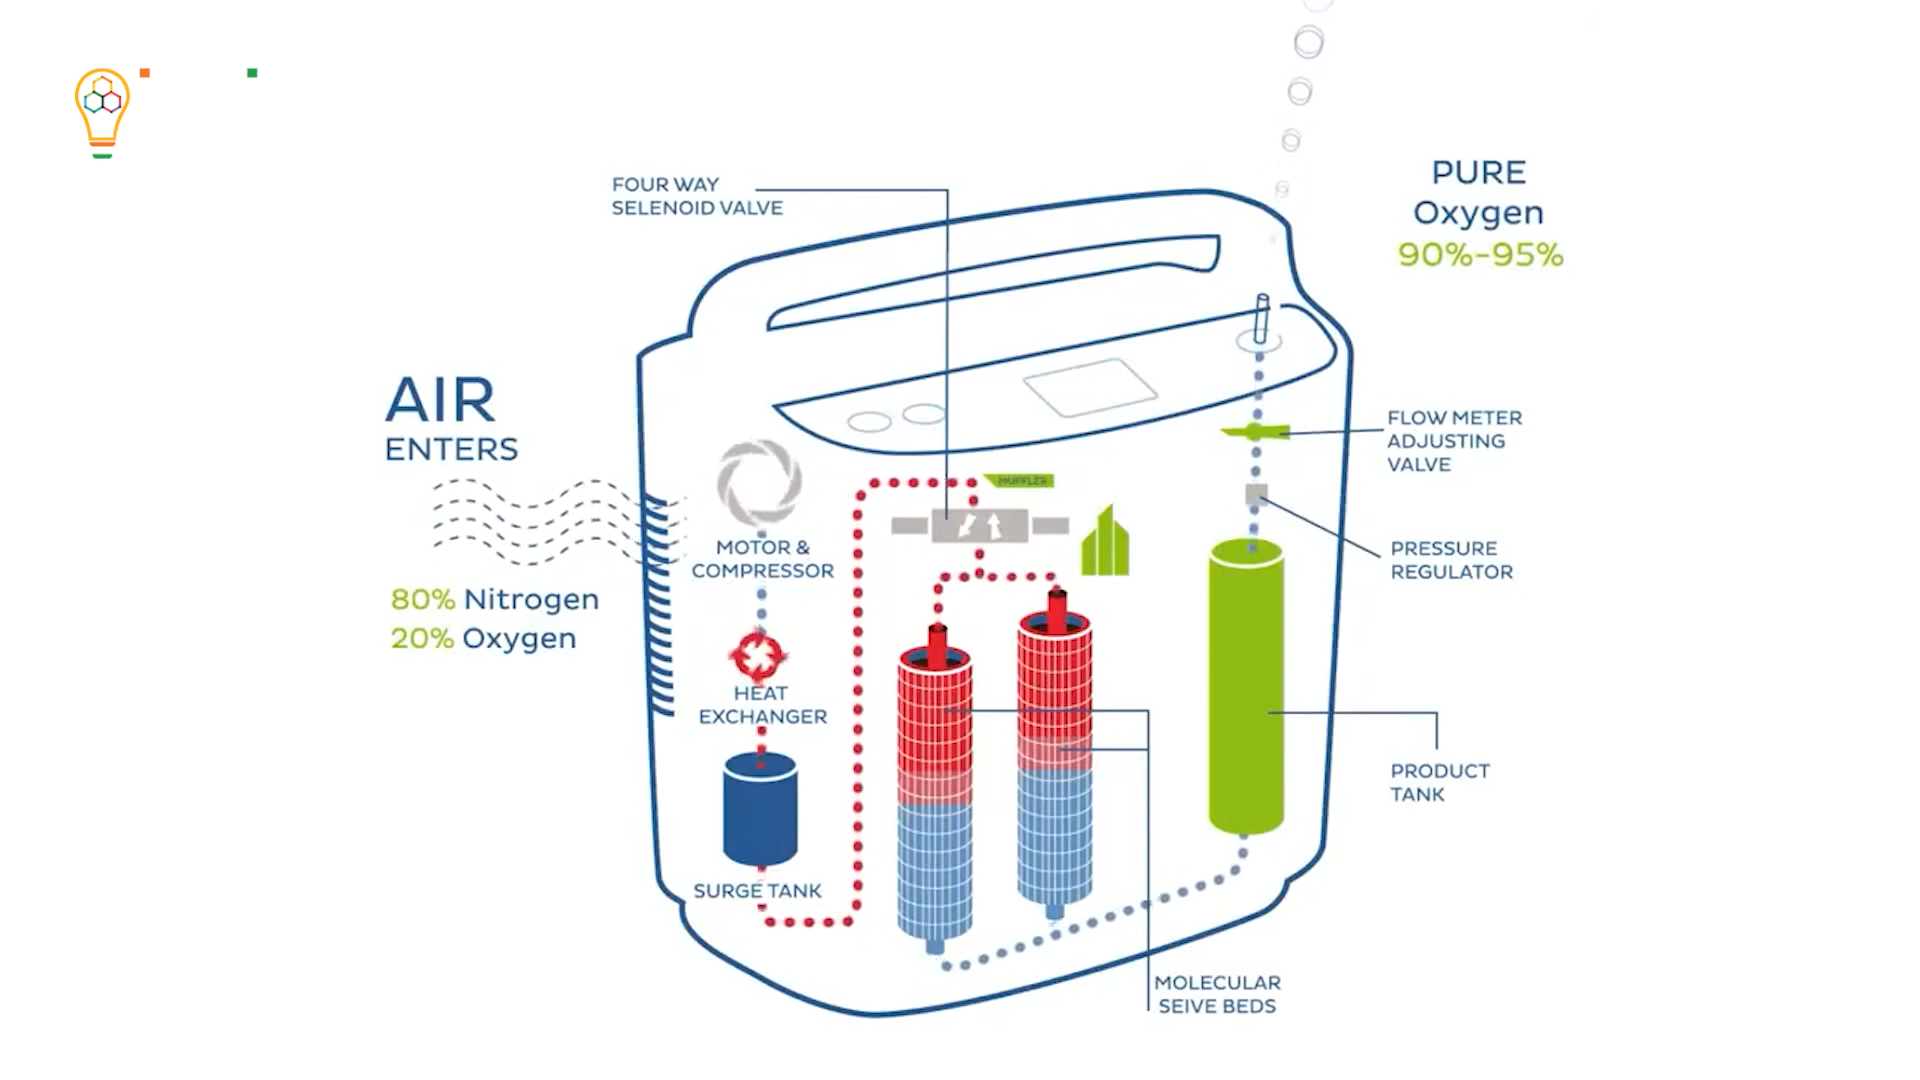 FOUR WAY
SELENOID VALVE
PURE
Oxygen
90%-95%
AIR
ENTERS
80% Nitrogen
20% Oxygen
MOTOR &
COMPRESSOR
HEAT
EXCHANGER
SURGE TANK
MUFFLER
FLOW METER
ADJUSTING
VALVE
PRESSURE
REGULATOR
PRODUCT
TANK
MOLECULAR
SEIVE BEDS